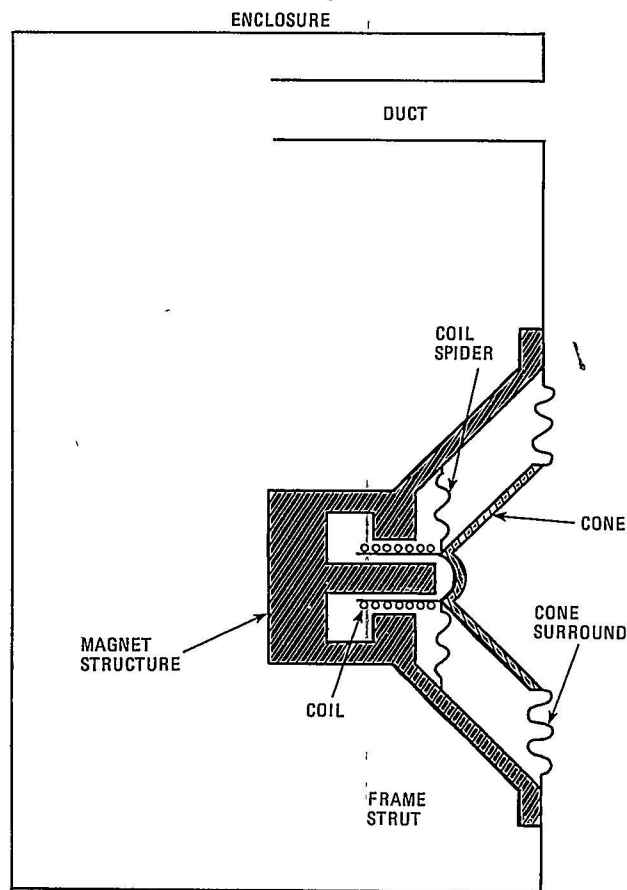 ENCLOSURE
DUCT
COIL
SPIDER
CONE
CONE
SURROUND
MAGNET
STRUCTURE
COIL
FRAME
STRUT